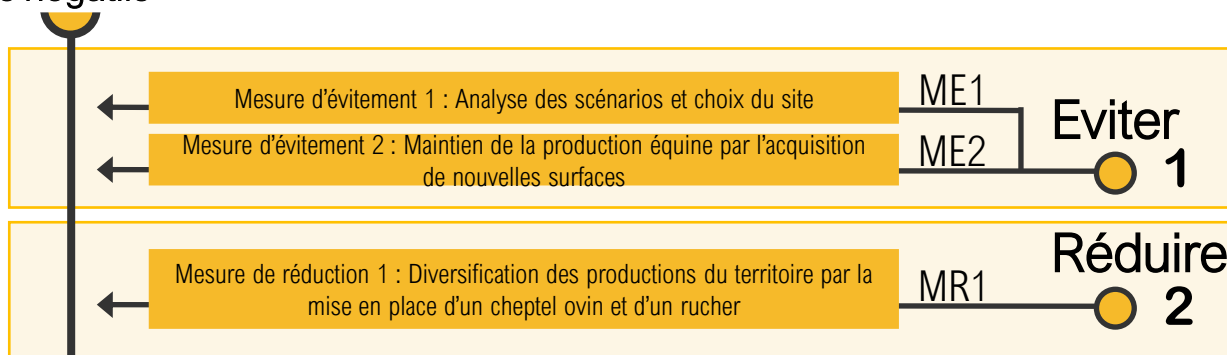 Mesure d'évitement 1 : Analyse des scénarios et choix du site
ME1
Mesure d'évitement 2 : Maintien de la production équine par l'acquisition
de nouvelles surfaces
ME2
Eviter
1
Mesure de réduction 1 : Diversification des productions du territoire par la
mise en place d'un cheptel ovin et d'un rucher
MR1
Réduire
2